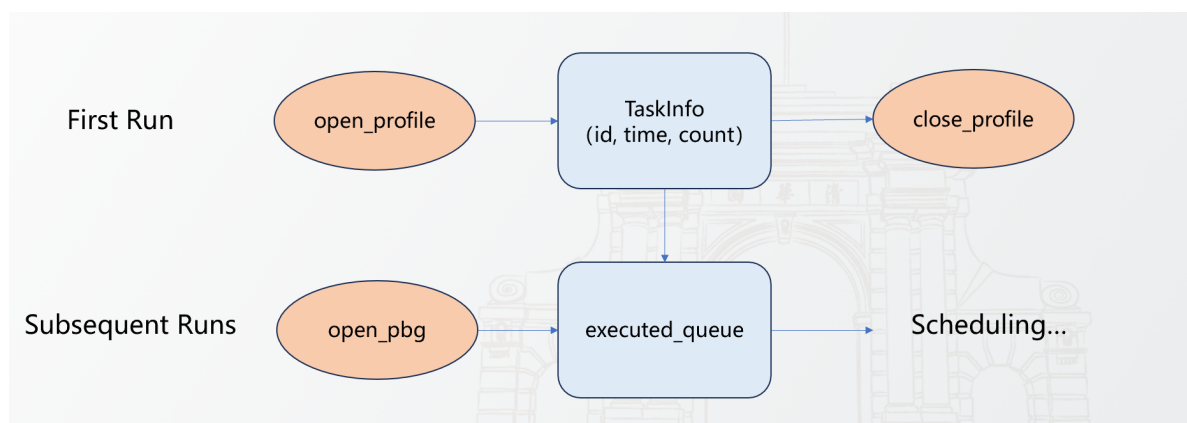 First Run
open_profile
TaskInfo
(id, time, count)
close_profile
Subsequent Runs
open_pbg
executed_queue
Scheduling...